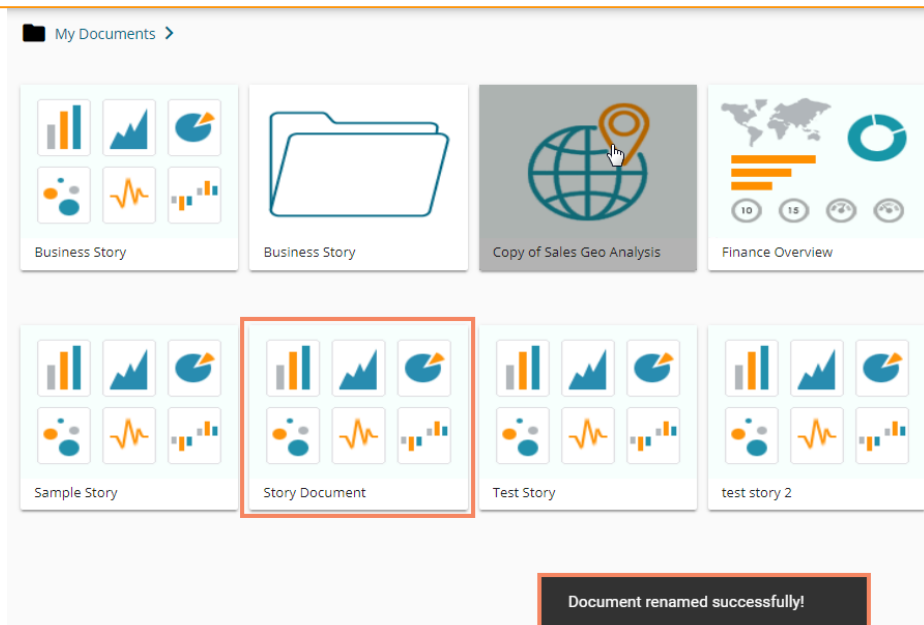 My Documents
Business Story
Business Story
Copy of Sales Geo Analysis
10 15
Finance Overview
Sample Story
Story Document
Test Story
test story 2
Document renamed successfully!